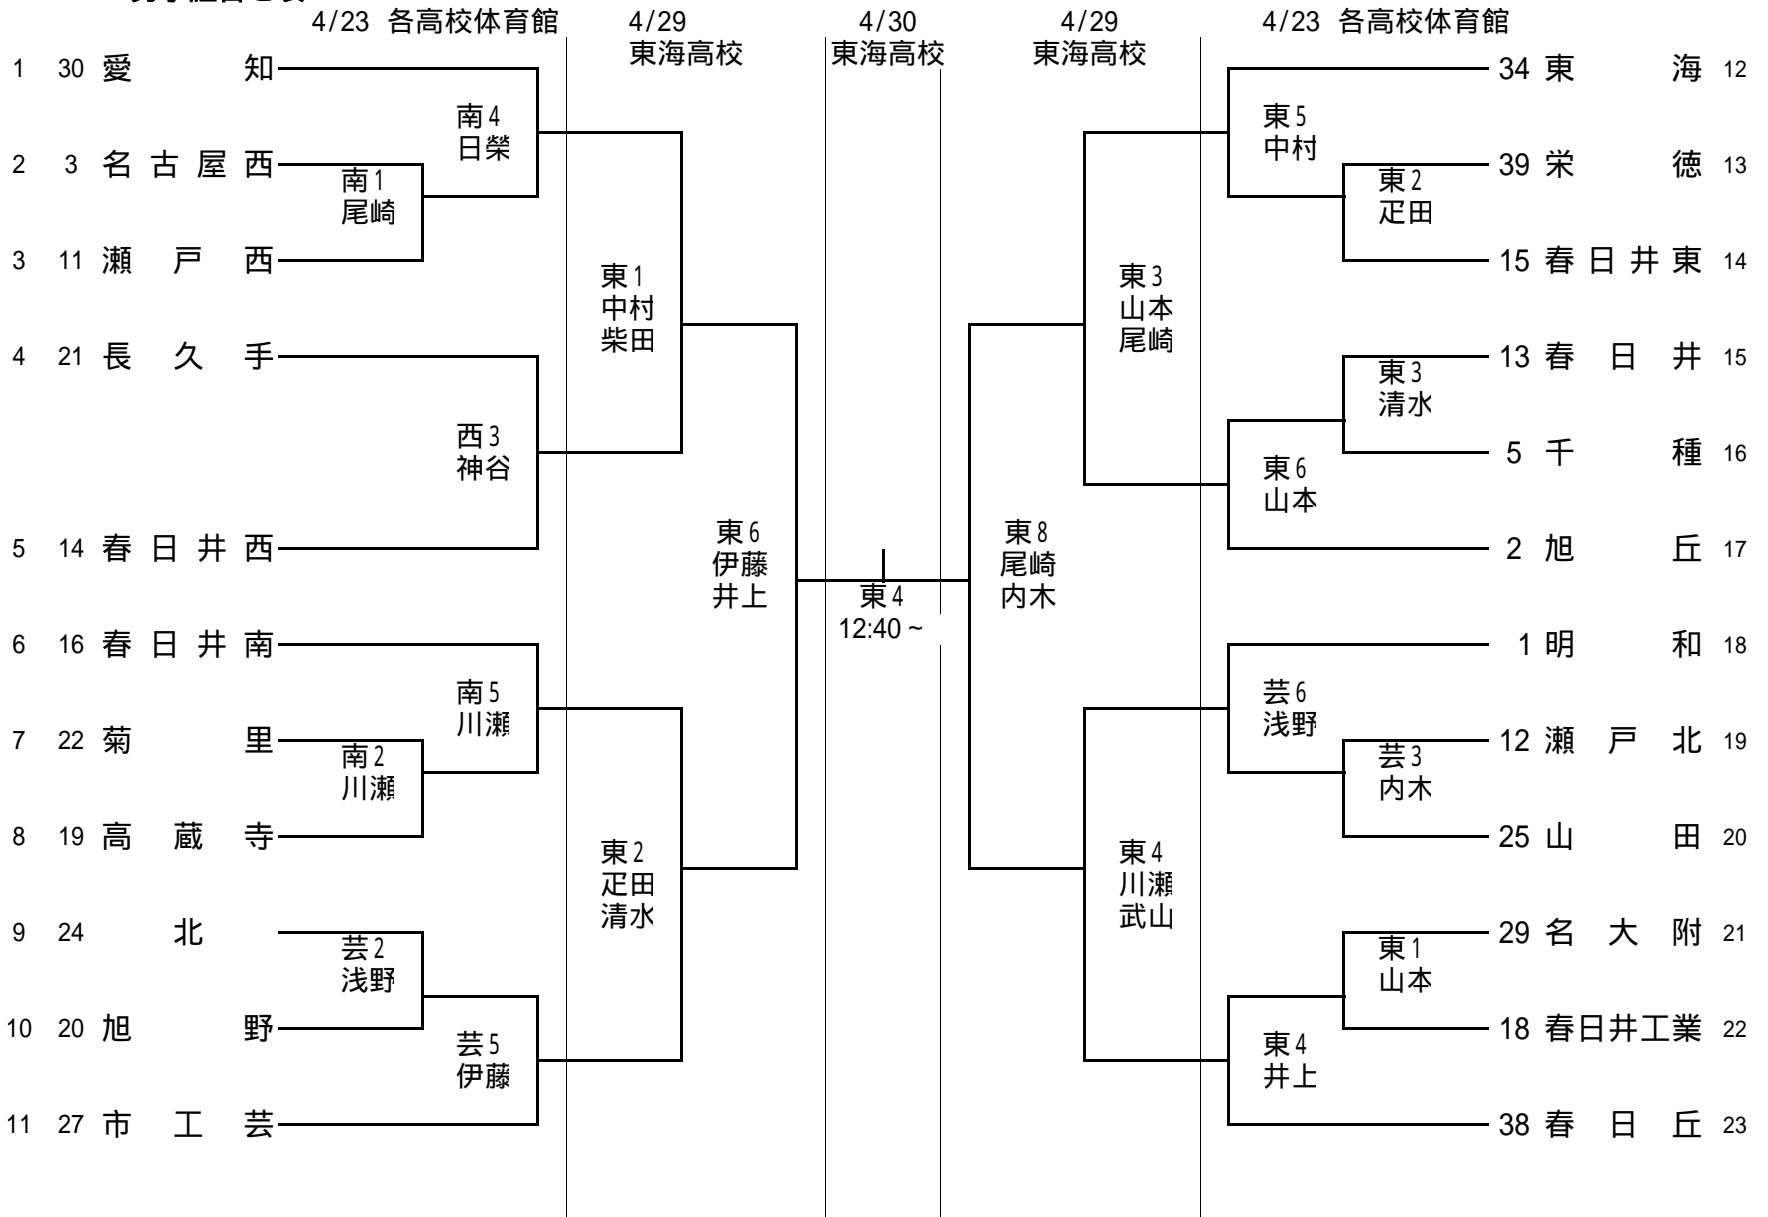 4/23 各高校体育館 4/29 4/30 4/29 4/23 各高校体育館
東海高校 東海高校 東海高校
1 30 愛知
34 東海 12
南4
日榮
東5
中村
2 3 名古屋西
39 栄徳 13
南1
尾崎
東2
疋田
3 11 瀬戸西
15 春日井東 14
東1
中村
柴田
東3
山本
尾崎
4 21 長久手
13 春日井 15
東3
清水
西3
神谷
5 千種 16
東6
山本
5 14 春日井西
2 旭丘 17
東6
伊藤
井上
東4
12:40～
東8
尾崎
内木
6 16 春日井南
1 明和 18
南5
川瀬
芸6
浅野
7 22 菊里
12 瀬戸北 19
南2
川瀬
芸3
内木
8 19 高蔵寺
25 山田 20
東2
疋田
清水
東4
川瀬
武山
9 24 北
29 名大附 21
芸2
浅野
東1
山本
10 20 旭野
18 春日井工業 22
芸5
伊藤
東4
井上
11 27 市工芸
38 春日丘 23